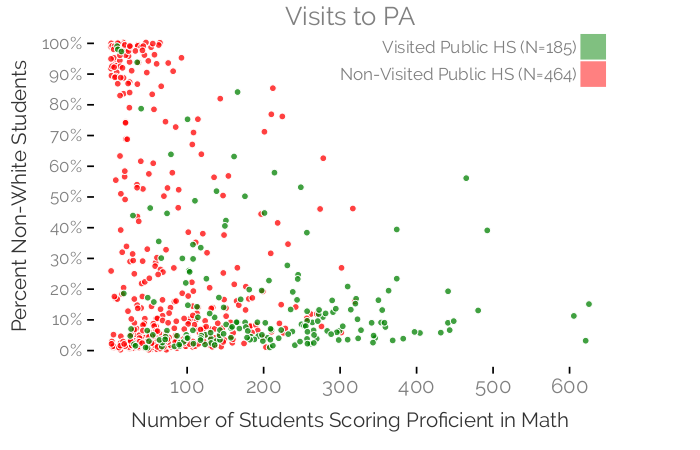 Visits to PA
Visited Public HS (N=185)
Non-Visited Public HS (N=464)
Percent Non-White Students
100%
90%
80%
70%
60%
50%
40%
30%
20%
10%
0%
100 200 300 400 500 600
Number of Students Scoring Proficient in Math